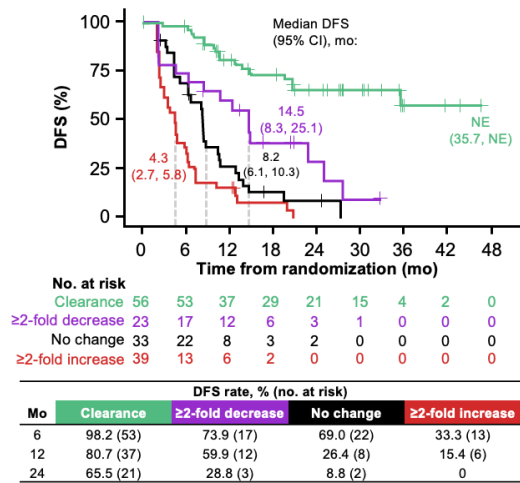 Median DFS
(95% CI), mo:
100
75
50
25
0
DFS (%)
14.5
(8.3, 25.1)
NE
(35.7, NE)
4.3
(2.7, 5.8)
8.2
(6.1, 10.3)
0 6 12 18 24 30 36 42 48
Time from randomization (mo)
No. at risk
Clearance 56 53 37 29 21 15 4 2 0
≥2-fold decrease 23 17 12 6 3 1 0 0 0
No change 33 22 8 3 2 0 0 0 0
≥2-fold increase 39 13 6 2 0 0 0 0 0
DFS rate, % (no. at risk)
Mo Clearance ≥2-fold decrease No change ≥2-fold increase
6 98.2 (53) 73.9 (17) 69.0 (22) 33.3 (13)
12 80.7 (37) 59.9 (12) 26.4 (8) 15.4 (6)
24 65.5 (21) 28.8 (3) 8.8 (2) 0